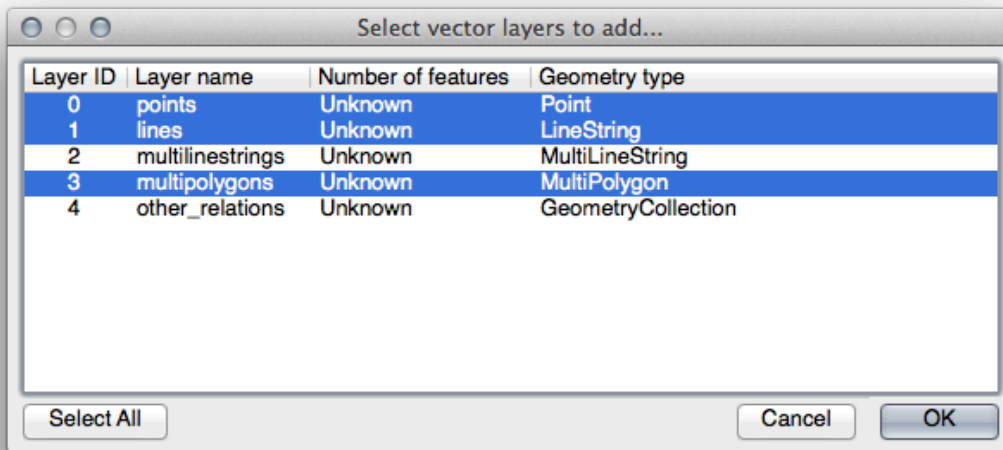 Select vector layers to add...
Layer ID Layer name Number of features Geometry type
0 points Unknown Point
1 lines Unknown LineString
2 multilinestrings Unknown MultiLineString
3 multipolygons Unknown MultiPolygon
4 other_relations Unknown GeometryCollection
Select All Cancel OK